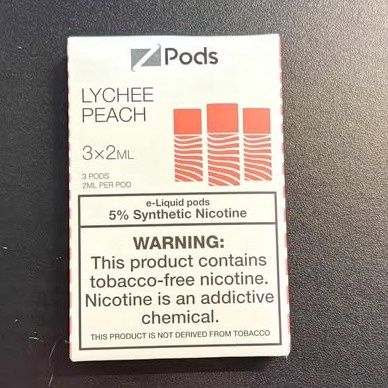 Z Pods
LYCHEE
PEACH
3×2ML
3 PODS
2ML PER POD
e-Liquid pods
5% Synthetic Nicotine
WARNING:
This product contains
tobacco-free nicotine.
Nicotine is an addictive
chemical.
THIS PRODUCT IS NOT DERIVED FROM TOBACCO